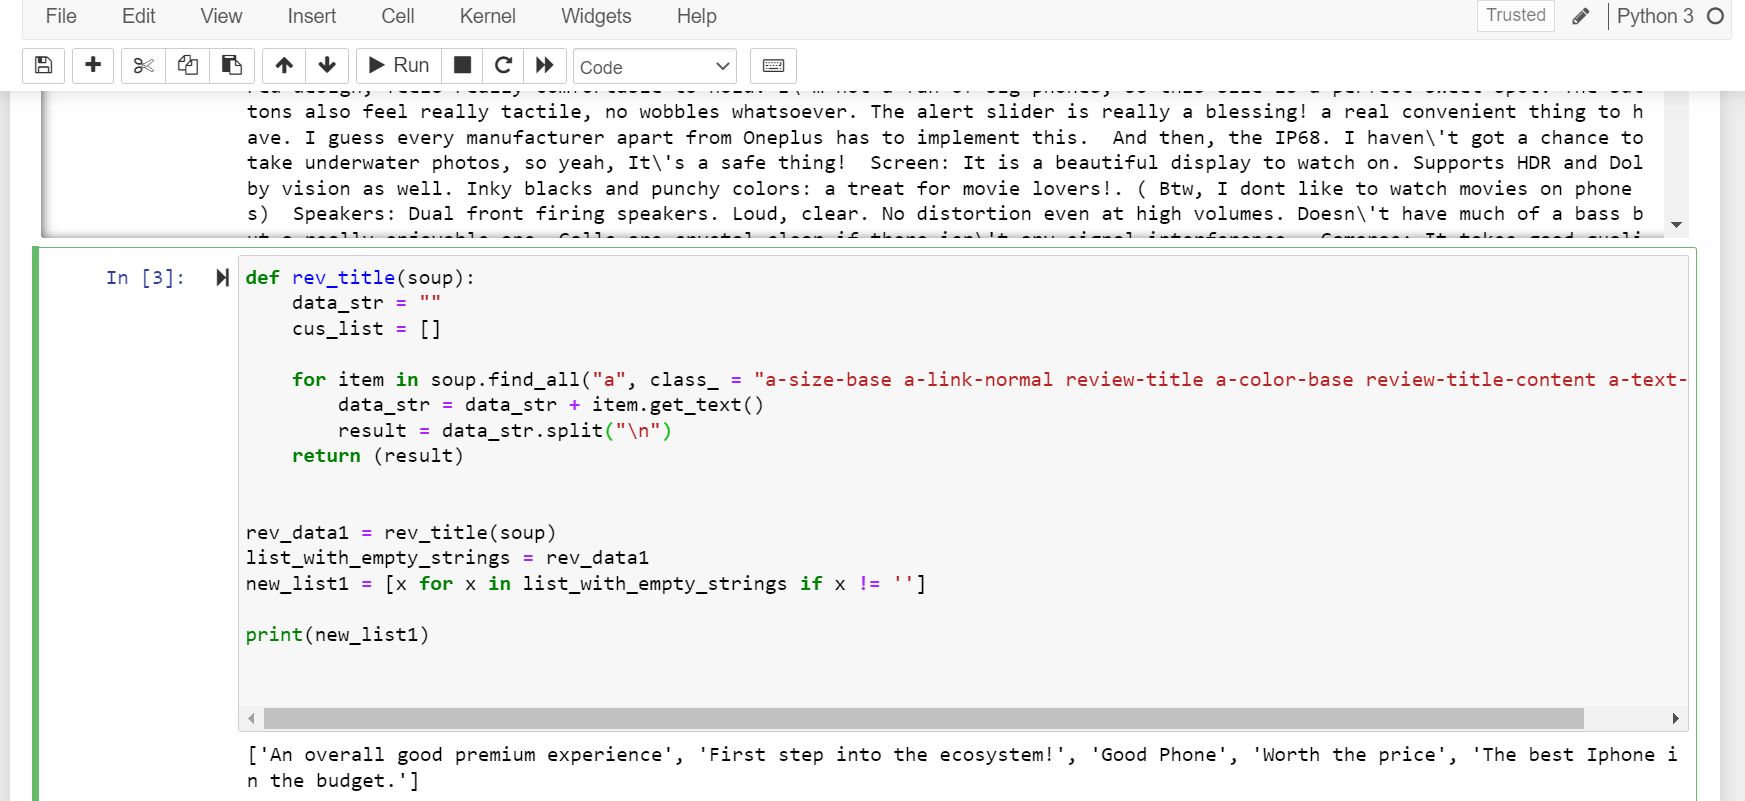 File Edit View Insert Cell Kernel Widgets Help Trusted Python 3
Run Code
tons also feel really tactile, no wobbles whatsoever. The alert slider is really a blessing! a real convenient thing to h
ave. I guess every manufacturer apart from Oneplus has to implement this.  And then, the IP68. I haven\'t got a chance to
take underwater photos, so yeah, It\'s a safe thing!  Screen: It is a beautiful display to watch on. Supports HDR and Dol
by vision as well. Inky blacks and punchy colors: a treat for movie lovers!. ( Btw, I dont like to watch movies on phone
s)  Speakers: Dual front firing speakers. Loud, clear. No distortion even at high volumes. Doesn\'t have much of a bass b
In [3]: def rev_title(soup):
    data_str = ""
    cus_list = []
    for item in soup.find_all("a", class_ = "a-size-base a-link-normal review-title a-color-base review-title-content a-text-
        data_str = data_str + item.get_text()
        result = data_str.split("\n")
    return (result)
rev_data1 = rev_title(soup)
list_with_empty_strings = rev_data1
new_list1 = [x for x in list_with_empty_strings if x != '']
print(new_list1)
['An overall good premium experience', 'First step into the ecosystem!', 'Good Phone', 'Worth the price', 'The best Iphone i
n the budget.']